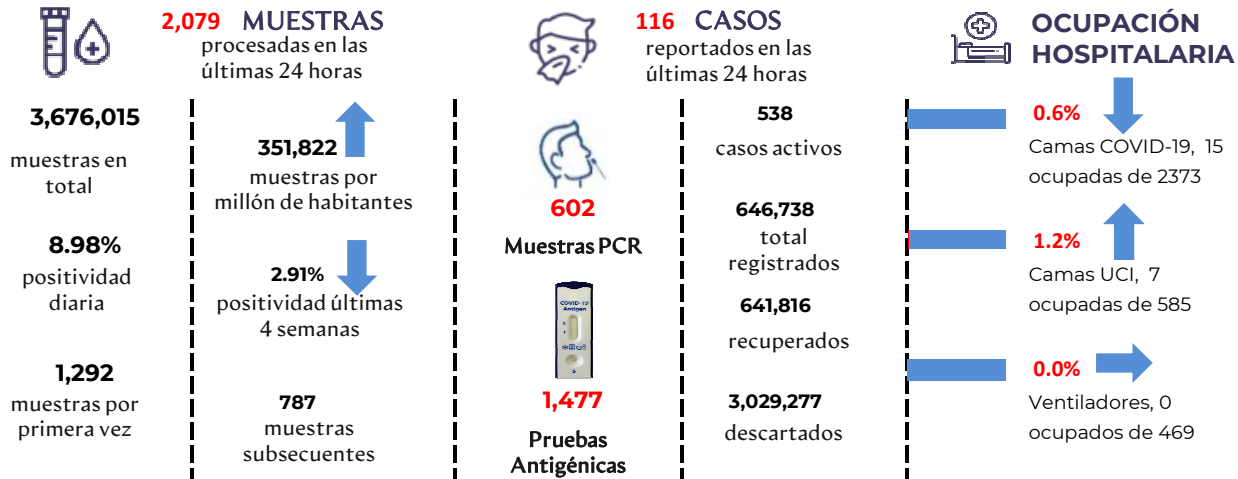 2,079 MUESTRAS
procesadas en las
últimas 24 horas
3,676,015
muestras en
total
8.98%
positividad
diaria
1,292
muestras por
primera vez
351,822
muestras por
millón de habitantes
2.91%
positividad últimas
4 semanas
787
muestras
subsecuentes
116 CASOS
reportados en las
últimas 24 horas
602
Muestras PCR
COVID-19
Antigen
C
T
S
1,477
Pruebas
Antigénicas
538
casos activos
646,738
total
registrados
641,816
recuperados
3,029,277
descartados
OCUPACIÓN
HOSPITALARIA
0.6%
Camas COVID-19, 15
ocupadas de 2373
1.2%
Camas UCI, 7
ocupadas de 585
0.0%
Ventiladores, 0
ocupados de 469